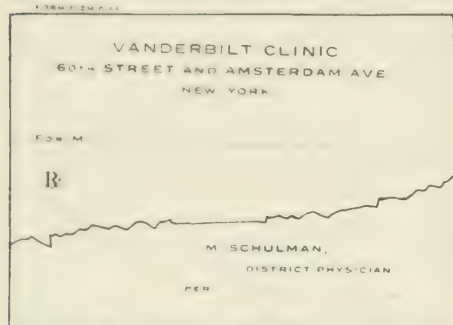 VANDERBILT CLINIC
60TH STREET AND AMSTERDAM AVE
NEW YORK
FOR M
℞
M SCHULMAN,
DISTRICT PHYSICIAN
PER